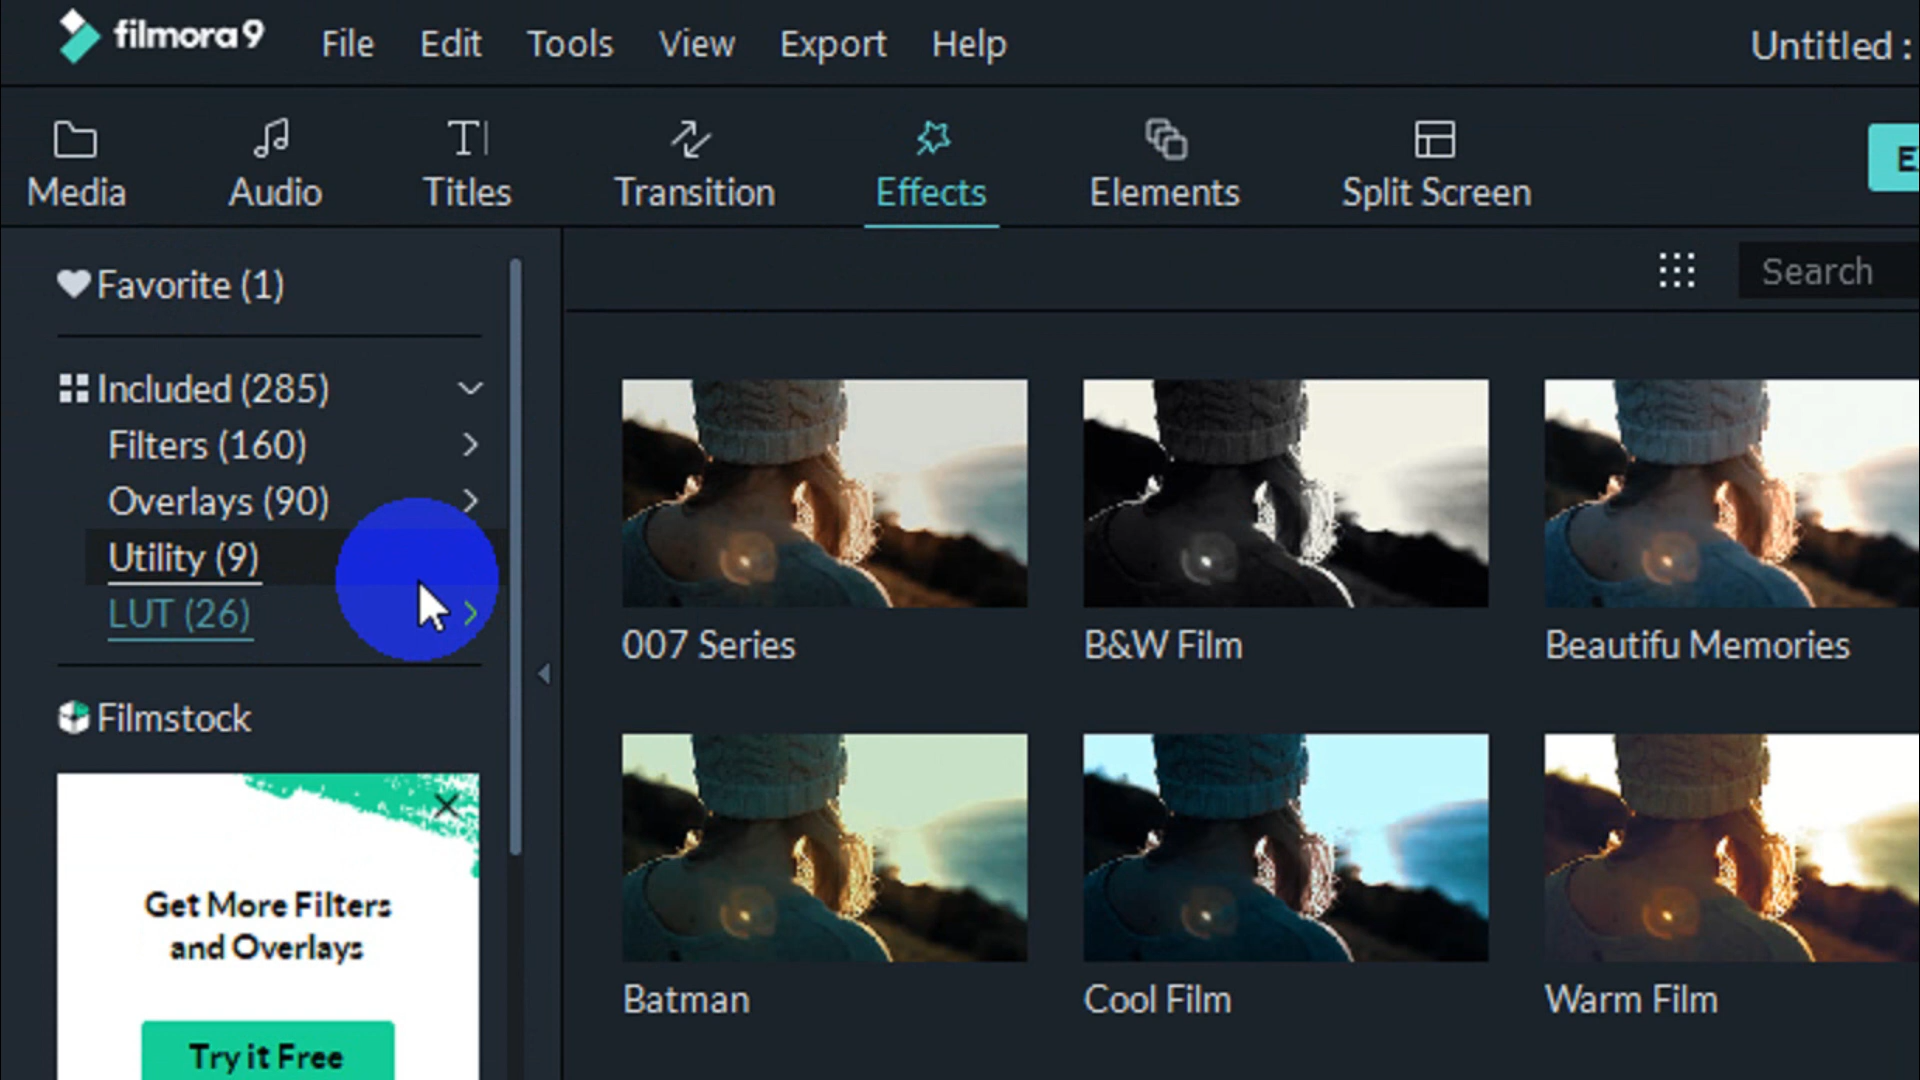 filmora9 File Edit Tools View Export Help Untitled :
Media Audio Titles Transition Effects Elements Split Screen E
Favorite (1)
Search
Included (285)
Filters (160)
Overlays (90)
Utility (9)
LUT (26)
Filmstock
Get More Filters
and Overlays
Try it Free
007 Series B&W Film Beautifu Memories
Batman Cool Film Warm Film